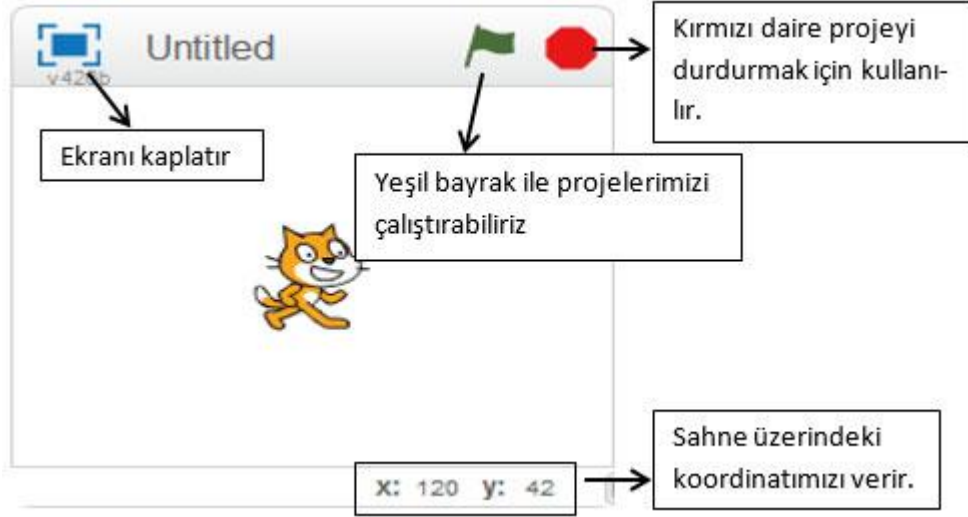 Untitled
v426b
Ekranı kaplatır
Kırmızı daire projeyi
durdurmak için kullanı-
lır.
Yeşil bayrak ile projelerimizi
çalıştırabiliriz
Sahne üzerindeki
koordinatımızı verir.
x: 120 y: 42